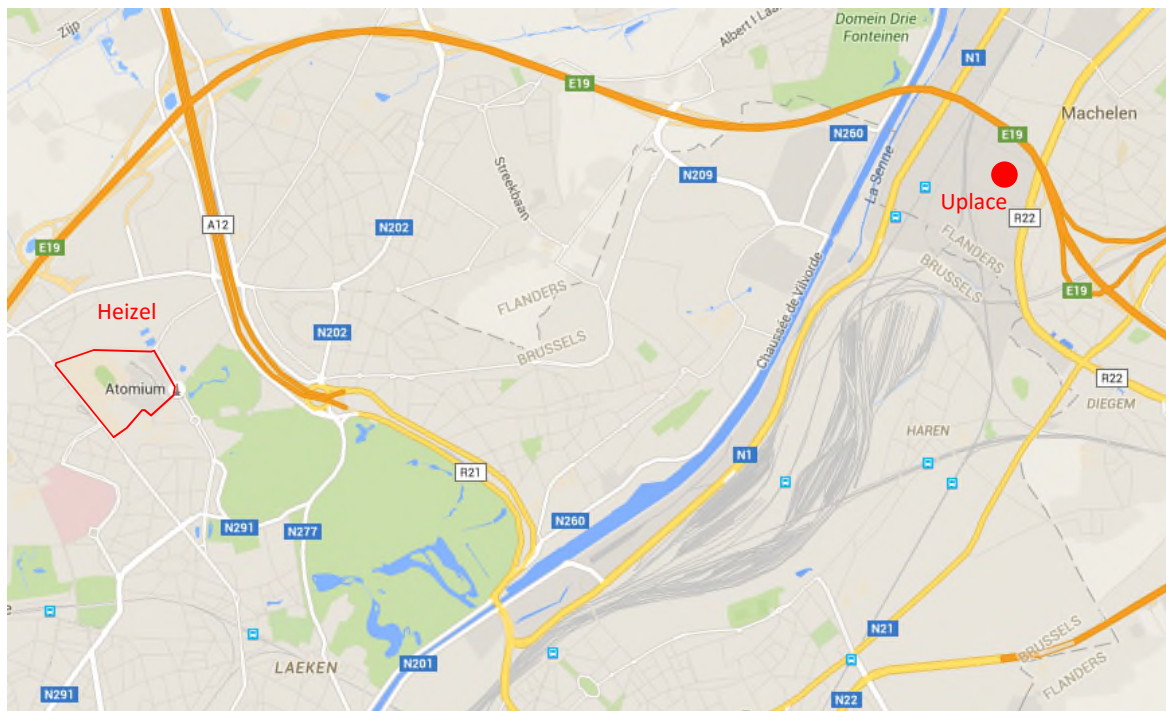 Zijp
Albert I Laa
Domein Drie
Fonteinen
N1
E19
Machelen
N260
E19
La Senne
Streekbaan
N209
Uplace
R22
A12
N202
E19
FLANDERS
BRUSSELS
FLANDERS
E19
Heizel
N202
BRUSSELS
Chaussée de Vilvorde
Atomium
R22
DIEGEM
HAREN
N1
R21
N260
N291
N277
N21
BRUSSELS
LAEKEN
N201
FLANDERS
N291
N22
e